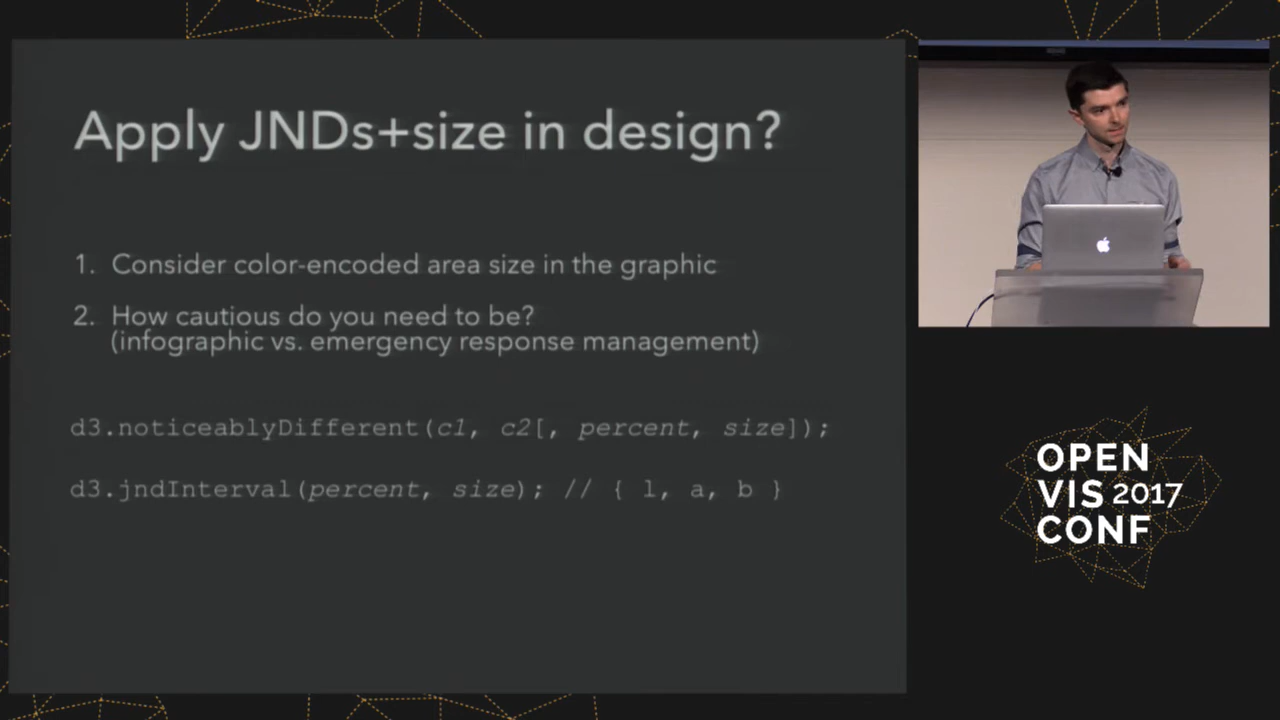 Apply JNDs+size in design?
1. Consider color-encoded area size in the graphic
2. How cautious do you need to be?
(infographic vs. emergency response management)
d3.noticeablyDifferent(c1, c2[, percent, size]);
d3.jndInterval(percent, size); // { l, a, b }
OPEN
VIS 2017
CONF